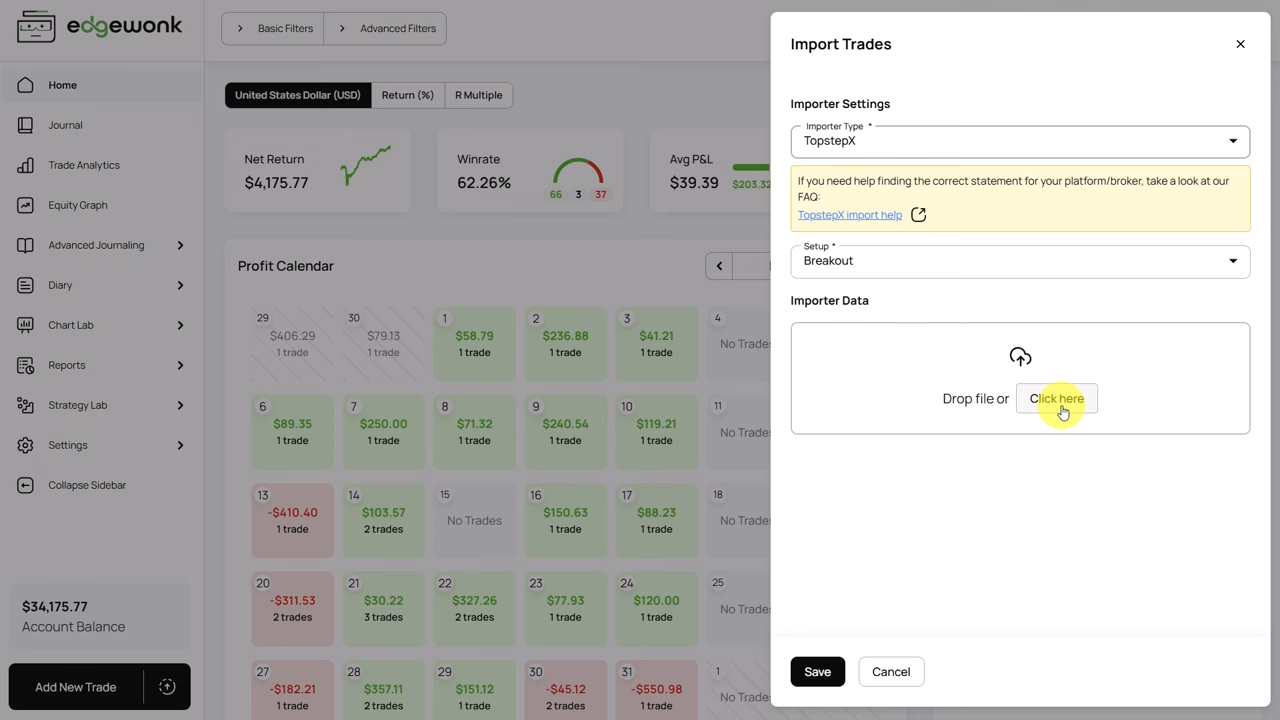 edgewonk
Basic Filters
Advanced Filters
Home
Journal
Trade Analytics
Equity Graph
Advanced Journaling
Diary
Chart Lab
Reports
Strategy Lab
Settings
Collapse Sidebar
$34,175.77
Account Balance
Add New Trade
United States Dollar (USD) Return (%) R Multiple
Net Return
$4,175.77
Winrate
62.26%
66 3 37
Avg P&L
$39.39
$203.32
Profit Calendar
29 30 1 2 3 4
$406.29 $79.13 $58.79 $236.88 $41.21 No Trades
1 trade 1 trade 1 trade 1 trade 1 trade
6 7 8 9 10 11
$89.35 $250.00 $71.32 $240.54 $119.21 No Trades
1 trade 1 trade 1 trade 1 trade 1 trade
13 14 15 16 17 18
-$410.40 $103.57 No Trades $150.63 $88.23 No Trades
1 trade 2 trades 1 trade 1 trade
20 21 22 23 24 25
-$311.53 $30.22 $327.26 $77.93 $120.00 No Trades
2 trades 3 trades 2 trades 1 trade 1 trade
27 28 29 30 31 1
-$182.21 $357.11 $151.12 -$45.12 -$550.98 No Trades
1 trade 2 trades 1 trade 2 trades 1 trade
Import Trades
Importer Settings
Importer Type *
TopstepX
If you need help finding the correct statement for your platform/broker, take a look at our
FAQ:
TopstepX import help
Setup *
Breakout
Importer Data
Drop file or Click here
Save Cancel